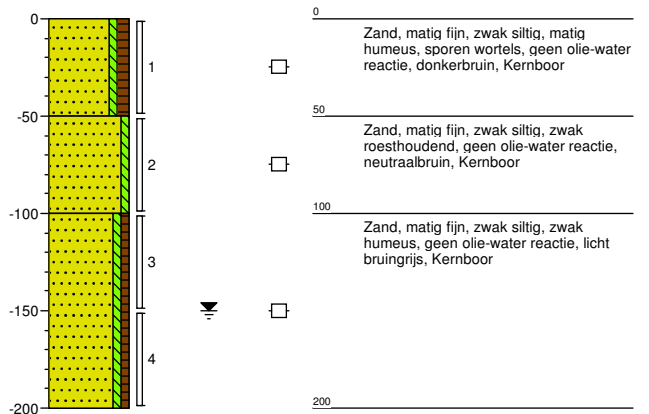 0
-50
-100
-150
-200
1
2
3
4
0
Zand, matig fijn, zwak siltig, matig
humeus, sporen wortels, geen olie-water
reactie, donkerbruin, Kernboor
50
Zand, matig fijn, zwak siltig, zwak
roesthoudend, geen olie-water reactie,
neutraalbruin, Kernboor
100
Zand, matig fijn, zwak siltig, zwak
humeus, geen olie-water reactie, licht
bruingrijs, Kernboor
200